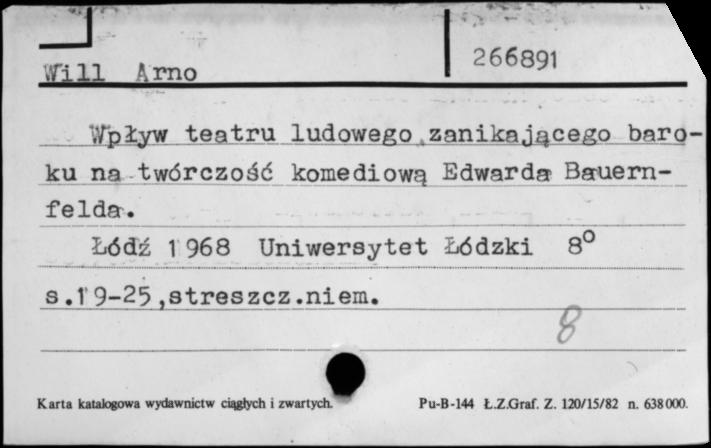 266891
Will Arno
Wpływ teatru ludowego zanikającego baro-
ku na twórczość komediową Edwarda Bauern-
felda.
Łódź 1968 Uniwersytet Łódzki 8°
s.19-25,streszcz.niem.
8
Karta katalogowa wydawnictw ciągłych i zwartych. Pu-B-144 Ł.Z.Graf. Z. 120/15/82 n. 638000.